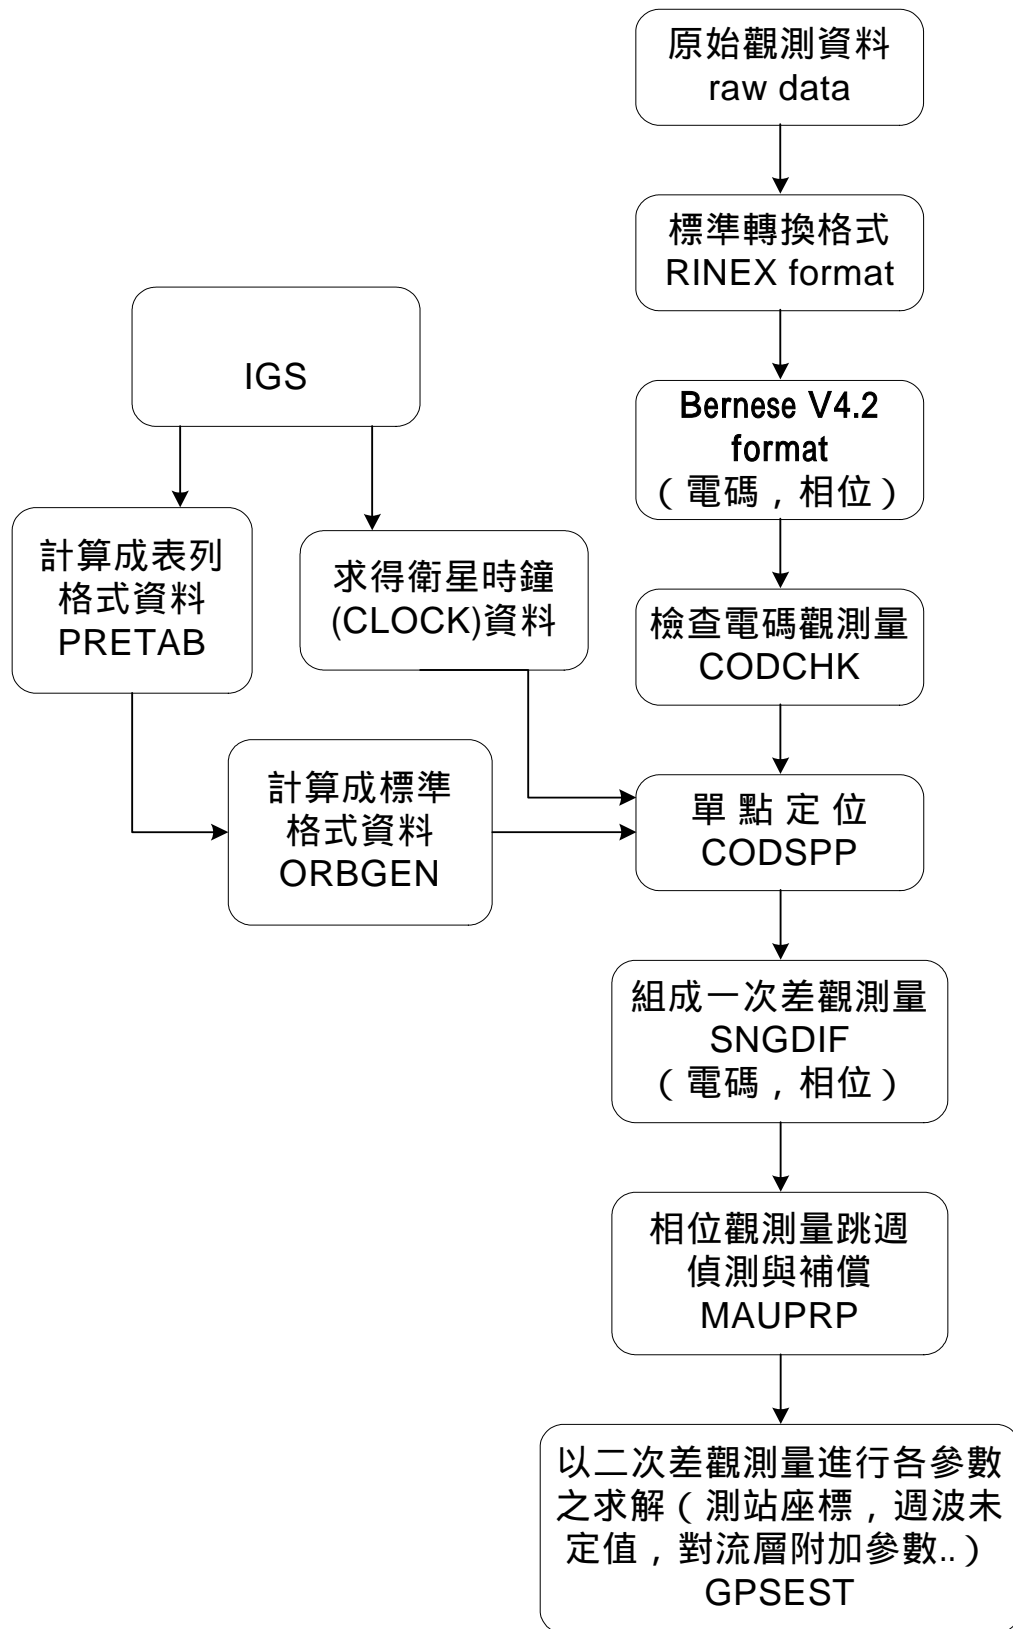 原始觀測資料
raw data
標準轉換格式
RINEX format
IGS
Bernese V4.2
format
（電碼，相位）
計算成表列
格式資料
PRETAB
求得衛星時鐘
(CLOCK)資料
檢查電碼觀測量
CODCHK
計算成標準
格式資料
ORBGEN
單點定位
CODSPP
組成一次差觀測量
SNGDIF
（電碼，相位）
相位觀測量跳週
偵測與補償
MAUPRP
以二次差觀測量進行各參數
之求解（測站座標，週波未
定值，對流層附加參數..）
GPSEST